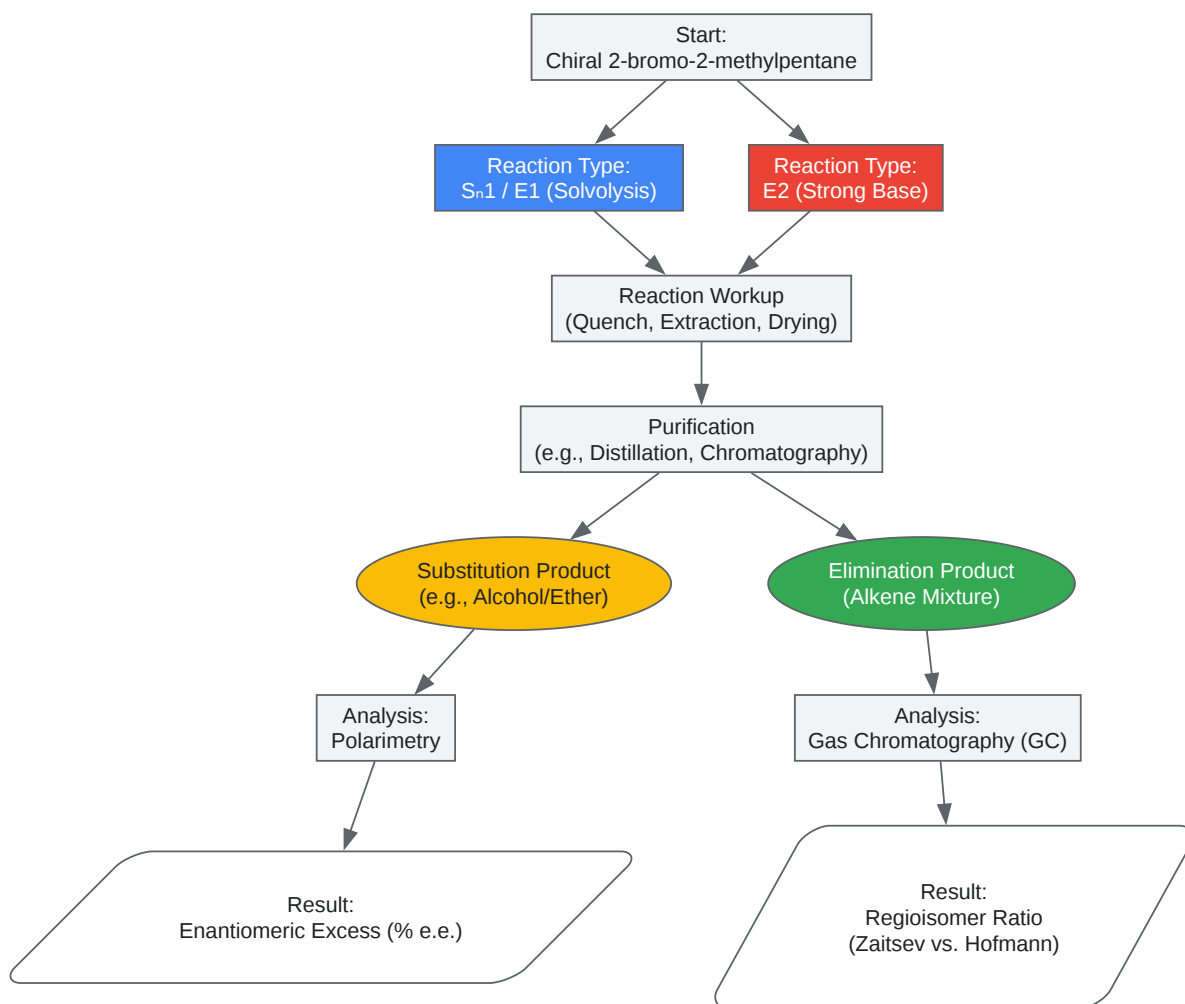 Start:
Chiral 2-bromo-2-methylpentane
Reaction Type:
Sₙ1 / E1 (Solvolysis)
Reaction Type:
E2 (Strong Base)
Reaction Workup
(Quench, Extraction, Drying)
Purification
(e.g., Distillation, Chromatography)
Substitution Product
(e.g., Alcohol/Ether)
Elimination Product
(Alkene Mixture)
Analysis:
Polarimetry
Analysis:
Gas Chromatography (GC)
Result:
Enantiomeric Excess (% e.e.)
Result:
Regioisomer Ratio
(Zaitsev vs. Hofmann)